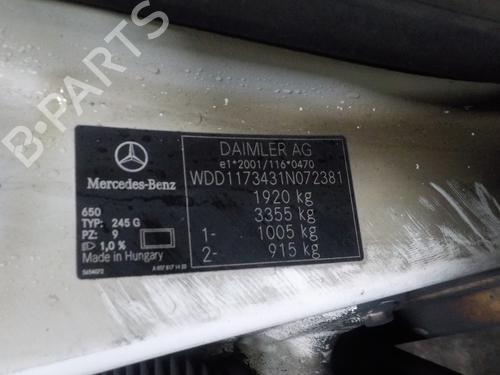 B-PARTS
Mercedes-Benz
650
TYP: 245 G
PZ: 9
1,0 %
Made in Hungary
DAIMLER AG
e1*2001/116*0470
WDD1173431N072381
1920 kg
3355 kg
1- 1005 kg
2- 915 kg